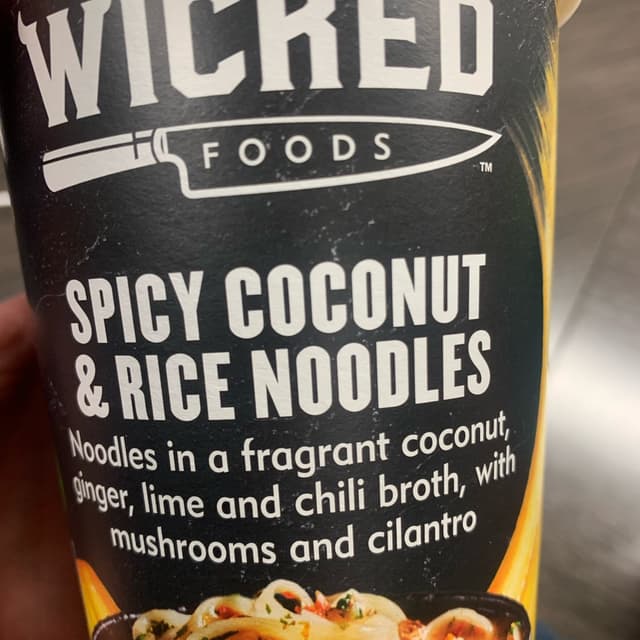 WICKED
FOODS
TM
SPICY COCONUT
& RICE NOODLES
Noodles in a fragrant coconut,
ginger, lime and chili broth, with
mushrooms and cilantro